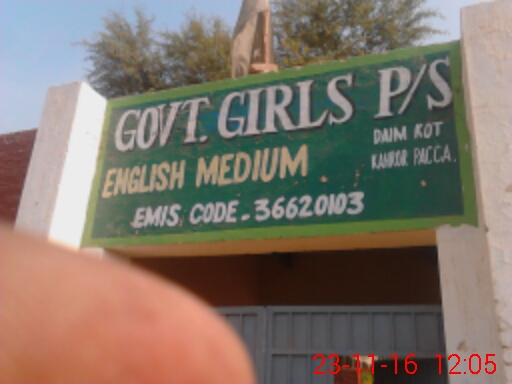 GOVT. GIRLS P/S
DAIM KOT
KAHROR PACCA.
ENGLISH MEDIUM
EMIS CODE-36620103
23-11-16 12:05